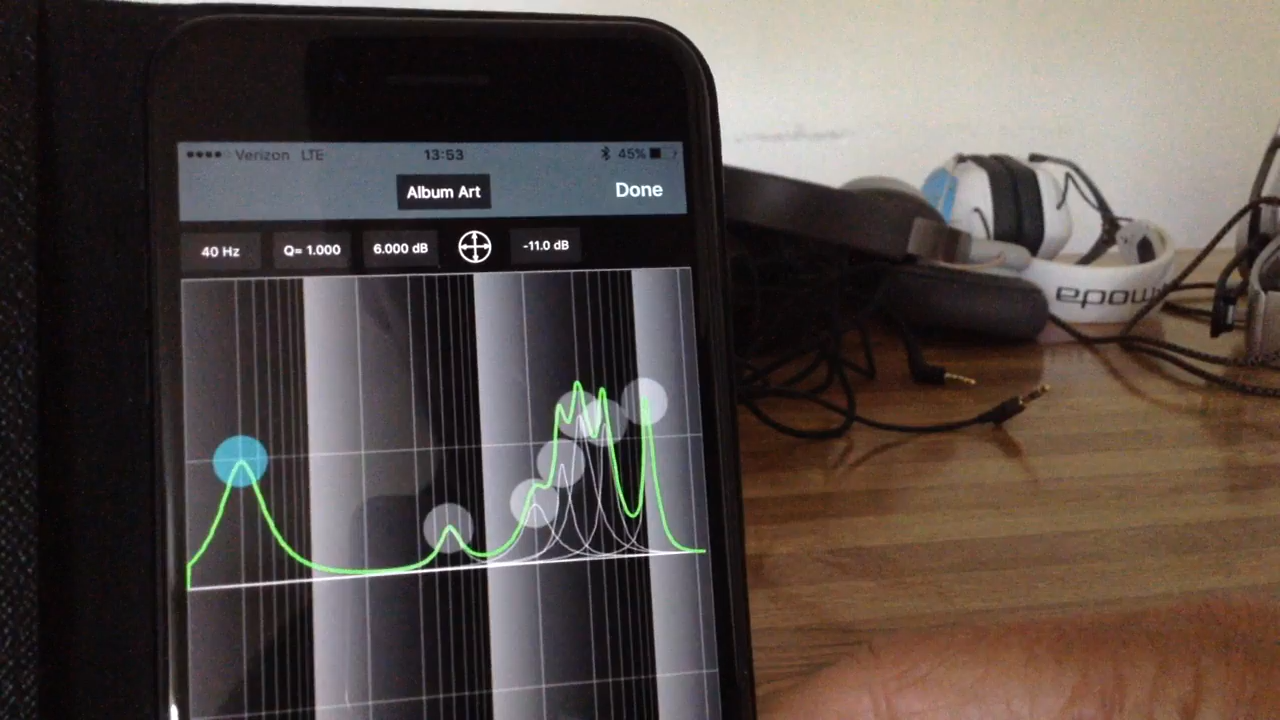 Verizon LTE 13:53 45%
Album Art Done
40 Hz Q= 1.000 6.000 dB -11.0 dB